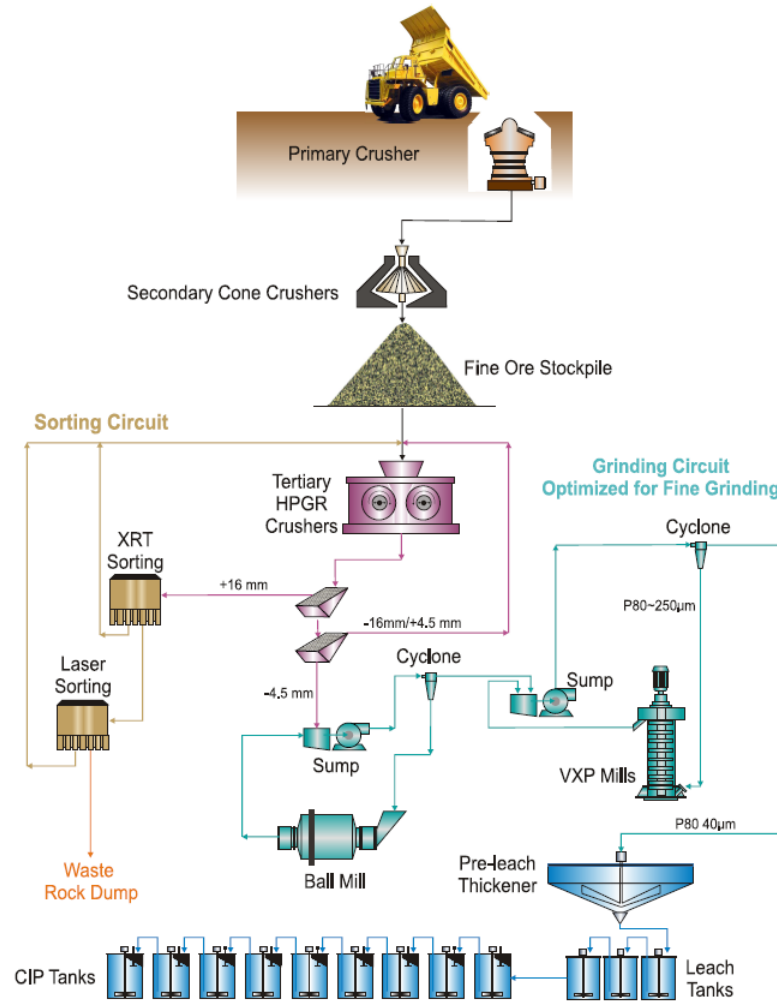 Primary Crusher
Secondary Cone Crushers
Fine Ore Stockpile
Sorting Circuit
Tertiary
HPGR
Crushers
Grinding Circuit
Optimized for Fine Grinding
Cyclone
XRT
Sorting
+16 mm
P80~250µm
-16mm/+4.5 mm
Laser
Sorting
Cyclone
-4.5 mm
Sump
Sump
VXP Mills
P80 40µm
Pre-leach
Thickener
Waste
Rock Dump
Ball Mill
CIP Tanks
Leach
Tanks